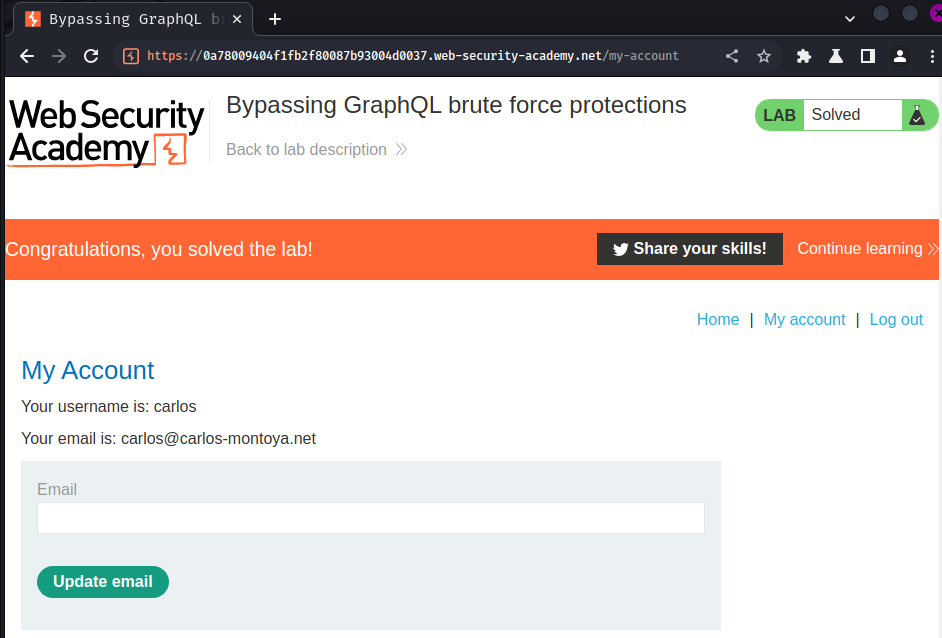 Bypassing GraphQL b
https://0a78009404f1fb2f80087b93004d0037.web-security-academy.net/my-account
Web Security
Academy
Bypassing GraphQL brute force protections
Back to lab description
LAB Solved
Congratulations, you solved the lab!
Share your skills!
Continue learning
Home | My account | Log out
My Account
Your username is: carlos
Your email is: carlos@carlos-montoya.net
Email
Update email